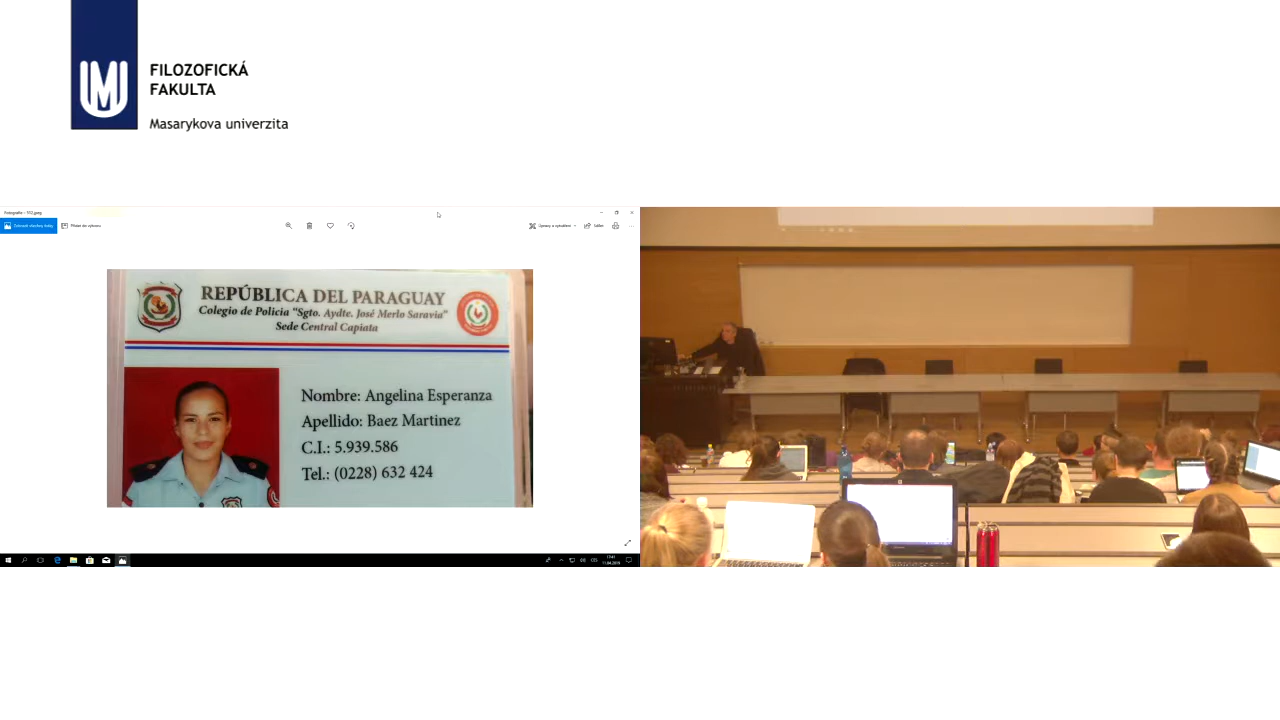 FILOZOFICKÁ
FAKULTA
Masarykova univerzita
REPÚBLICA DEL PARAGUAY
Colegio de Policia "Sgto. Aydte. José Merlo Saravia"
Sede Central Capiata
Nombre: Angelina Esperanza
Apellido: Baez Martinez
C.I.: 5.939.586
Tel.: (0228) 632 424